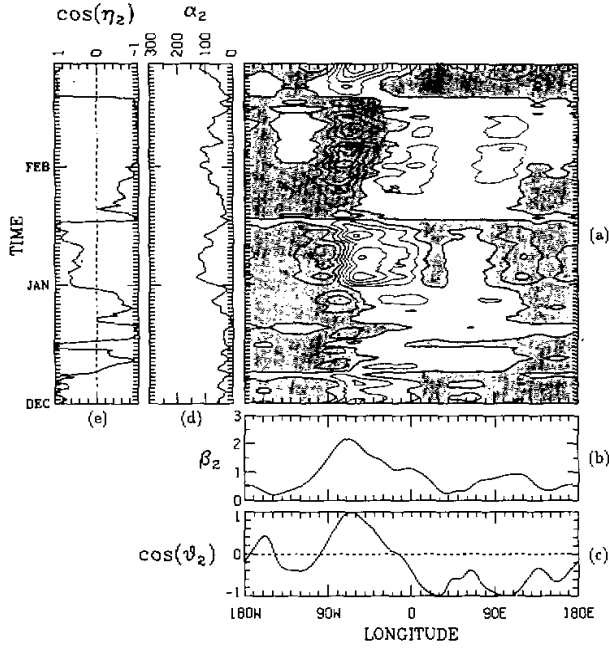 cos(η₂) α₂
1 0 -1 300 200 100 0
FEB
TIME
JAN
DEC
(a)
(e) (d)
3
2
1
0
β₂
(b)
1
0
-1
cos(ϑ₂)
(c)
180W 90W 0 90E 180E
LONGITUDE